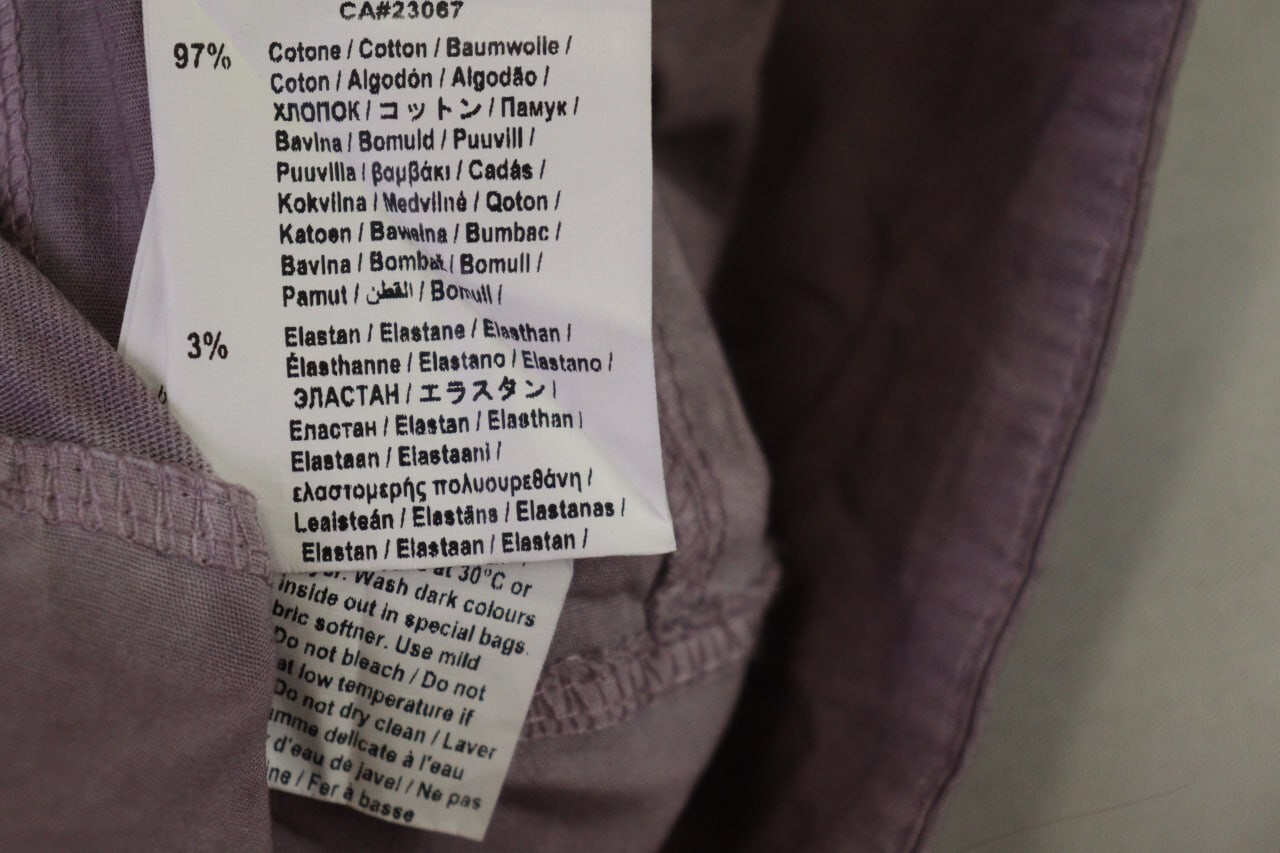 CA#23067
97% Cotone / Cotton / Baumwolle /
Coton / Algodón / Algodão /
ХЛОПОК / コットン / Памук /
Bavlna / Bomuld / Puuvill /
Puuvilla / βαμβάκι / Cadás /
Kokvilna / Medvilnė / Qoton /
Katoen / Bawełna / Bumbac /
Bavlna / Bombaž / Bomull /
Pamut / القطن / Bomull /
3% Elastan / Elastane / Elasthan /
Élasthanne / Elastano / Elastano /
ЭЛАСТАН / エラスタン /
Еластан / Elastan / Elasthan /
Elastaan / Elastaani /
ελαστομερής πολυουρεθάνη /
Leaisteán / Elastāns / Elastanas /
Elastan / Elastaan / Elastan /
at 30°C or
Wash dark colours
inside out in special bags.
bric softner. Use mild
Do not bleach / Do not
at low temperature if
Do not dry clean / Laver
mme delicate à l'eau
d'eau de javel / Ne pas
ine / Fer à basse